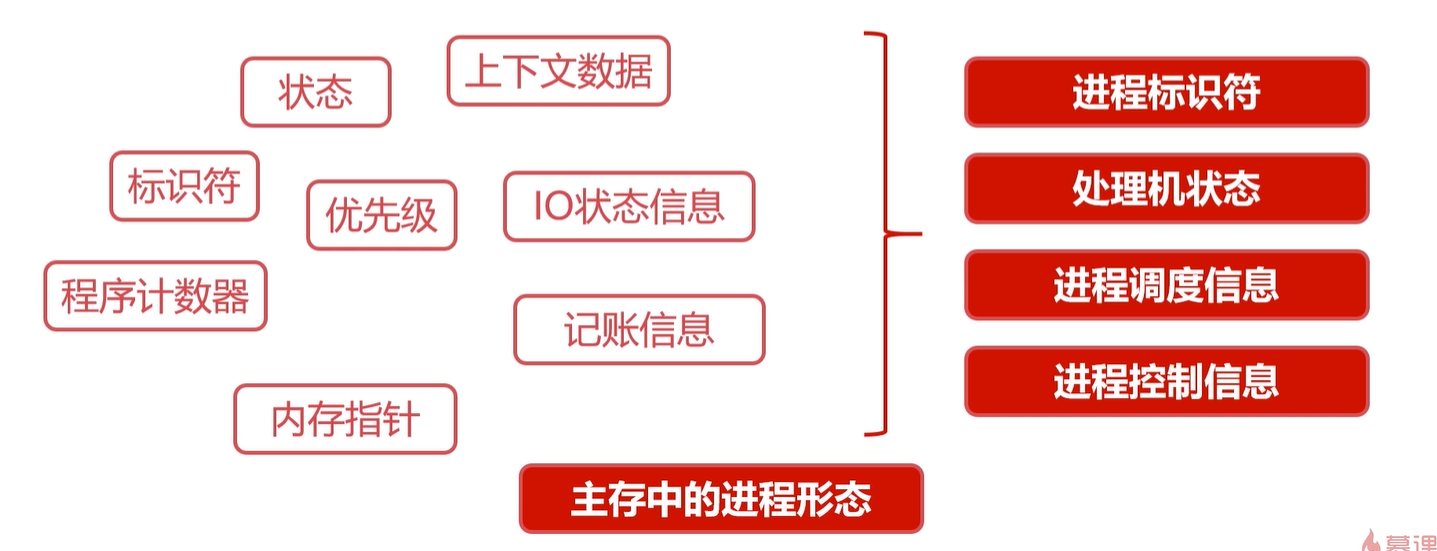 状态
上下文数据
标识符
优先级
IO状态信息
程序计数器
记账信息
内存指针
主存中的进程形态
进程标识符
处理机状态
进程调度信息
进程控制信息
慕课